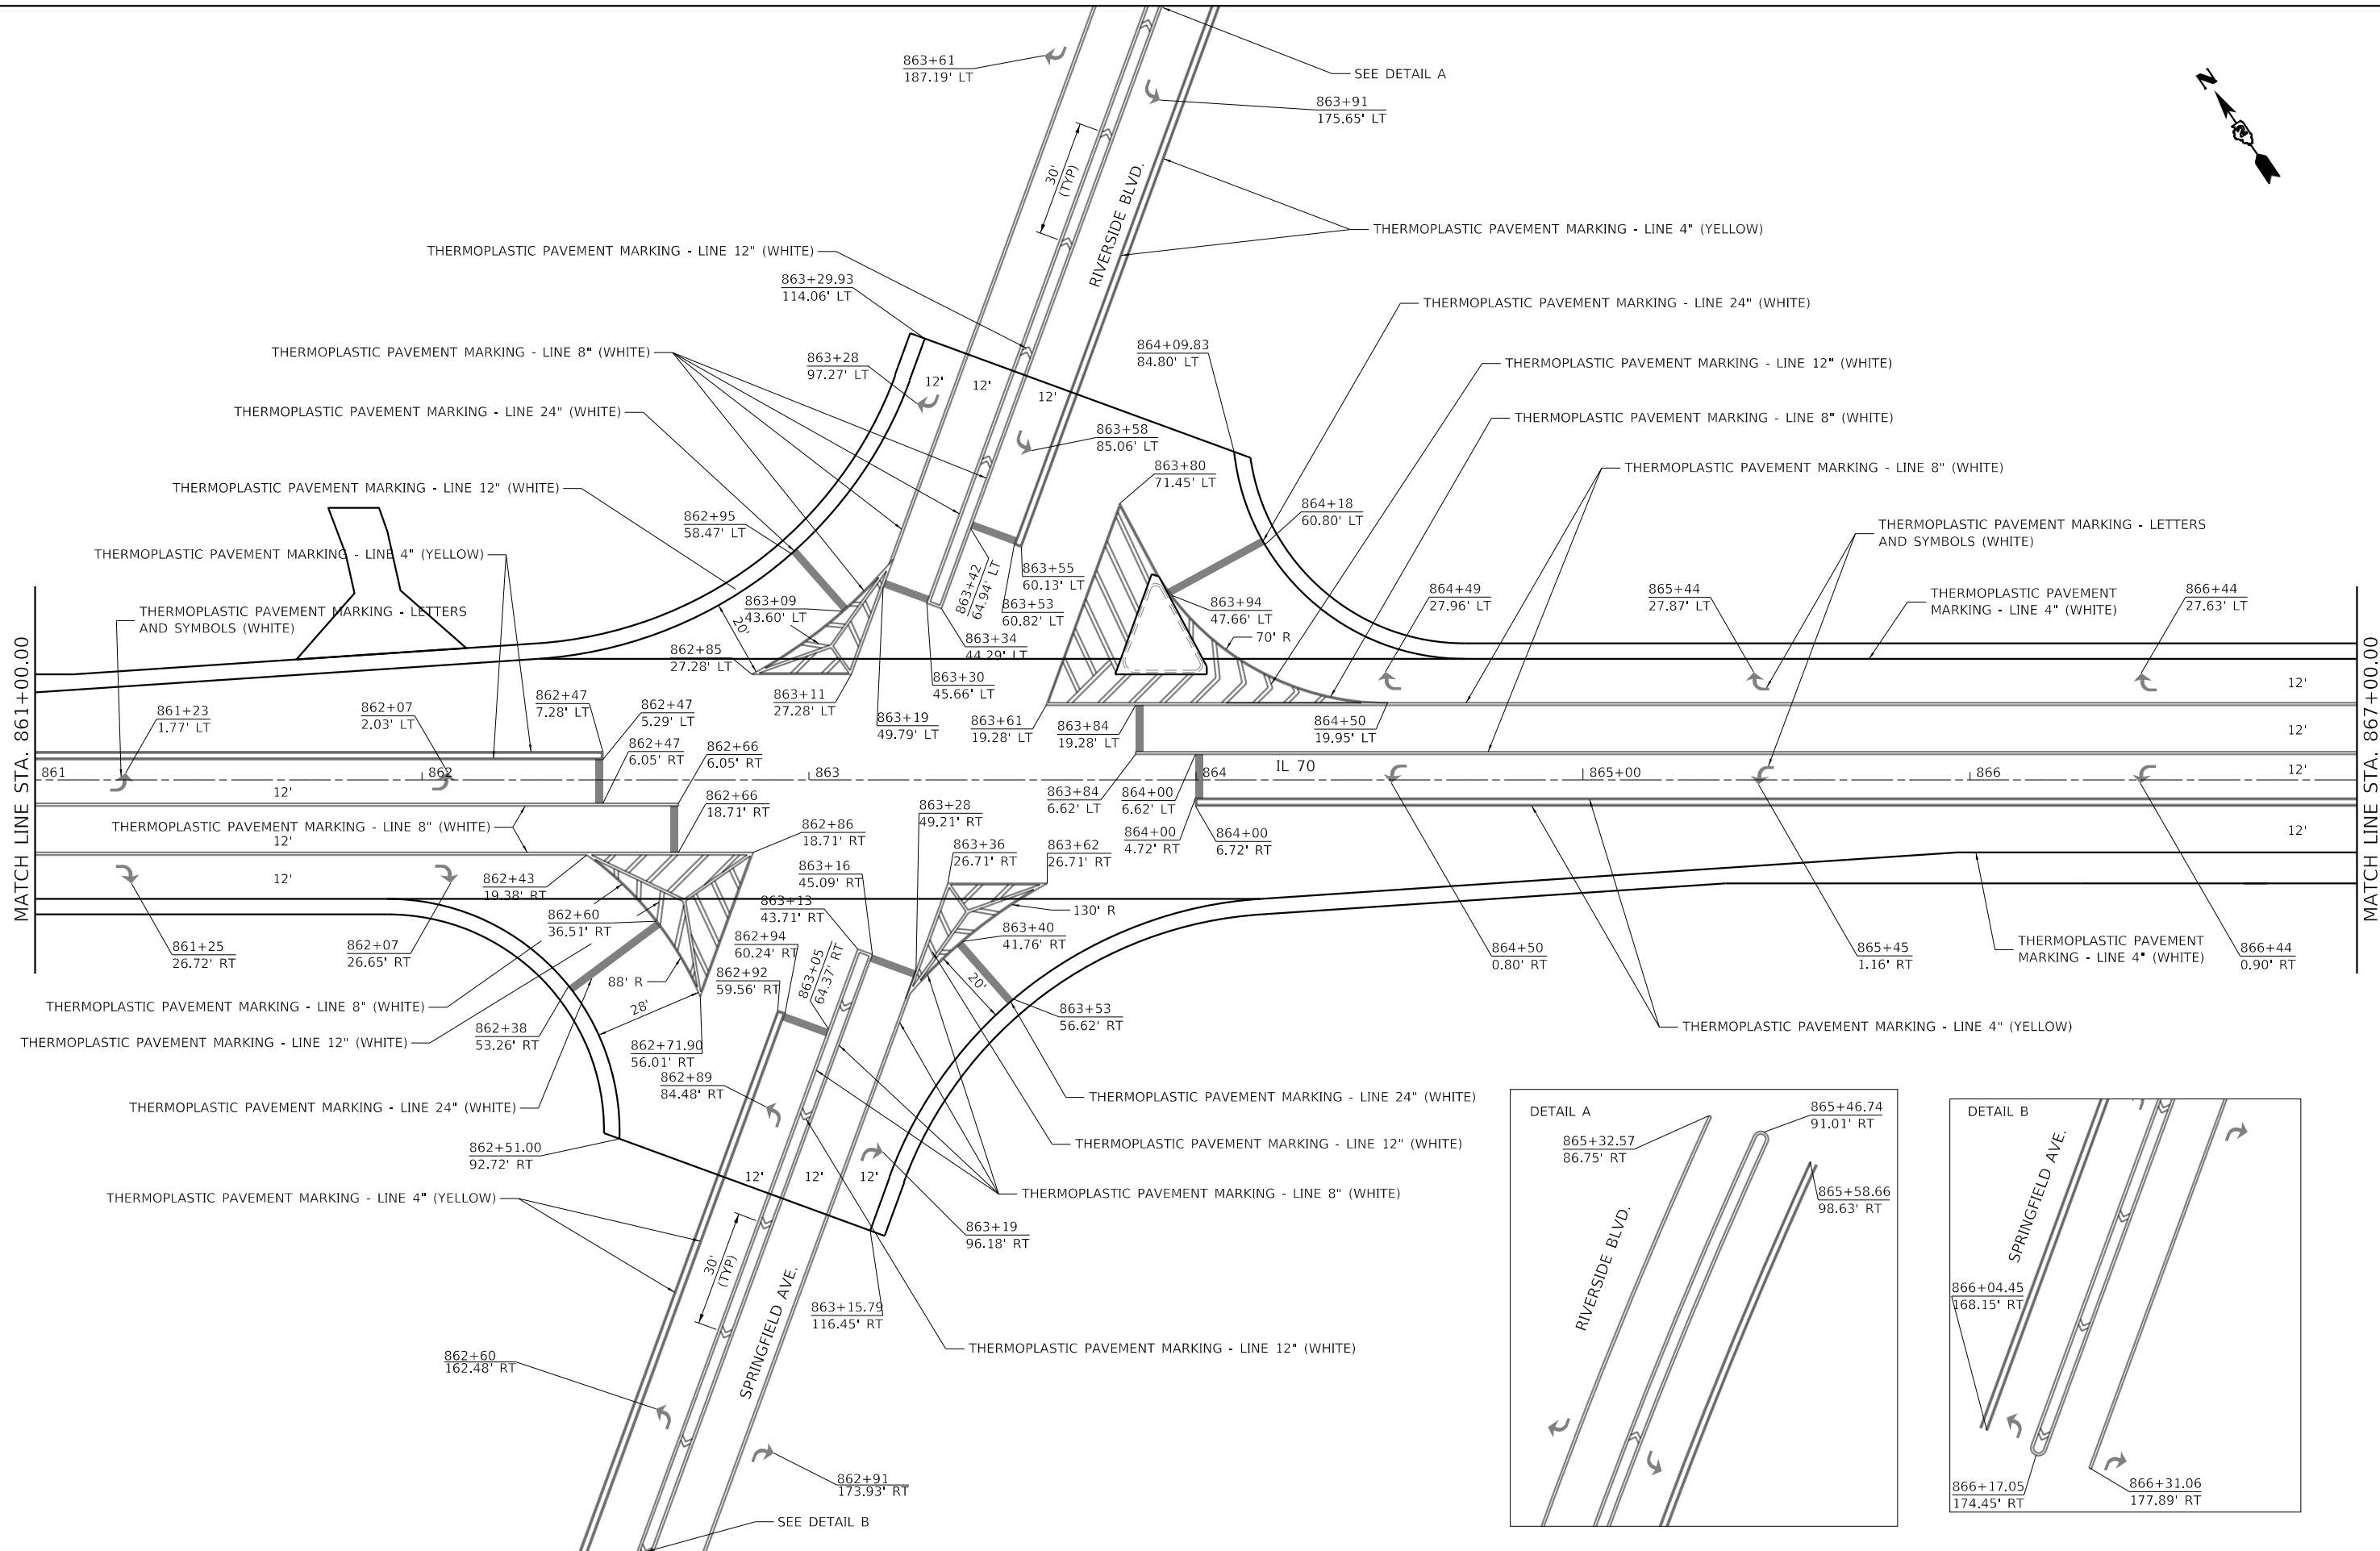 863+61
187.19' LT
SEE DETAIL A
863+91
175.65' LT
N
30'
(TYP)
RIVERSIDE BLVD.
THERMOPLASTIC PAVEMENT MARKING - LINE 4" (YELLOW)
THERMOPLASTIC PAVEMENT MARKING - LINE 12" (WHITE)
863+29.93
114.06' LT
THERMOPLASTIC PAVEMENT MARKING - LINE 24" (WHITE)
THERMOPLASTIC PAVEMENT MARKING - LINE 8" (WHITE)
863+28
97.27' LT
12'
12'
12'
864+09.83
84.80' LT
THERMOPLASTIC PAVEMENT MARKING - LINE 12" (WHITE)
THERMOPLASTIC PAVEMENT MARKING - LINE 24" (WHITE)
863+58
85.06' LT
THERMOPLASTIC PAVEMENT MARKING - LINE 8" (WHITE)
863+80
71.45' LT
THERMOPLASTIC PAVEMENT MARKING - LINE 8" (WHITE)
THERMOPLASTIC PAVEMENT MARKING - LINE 12" (WHITE)
862+95
58.47' LT
864+18
60.80' LT
THERMOPLASTIC PAVEMENT MARKING - LETTERS
AND SYMBOLS (WHITE)
THERMOPLASTIC PAVEMENT MARKING - LINE 4" (YELLOW)
863+42
64.94' LT
863+55
60.13' LT
863+53
60.82' LT
864+49
27.96' LT
865+44
27.87' LT
THERMOPLASTIC PAVEMENT
MARKING - LINE 4" (WHITE)
866+44
27.63' LT
THERMOPLASTIC PAVEMENT MARKING - LETTERS
AND SYMBOLS (WHITE)
863+09
43.60' LT
20'
863+94
47.66' LT
70' R
863+34
44.29' LT
862+85
27.28' LT
863+30
45.66' LT
MATCH LINE STA. 861+00.00
MATCH LINE STA. 867+00.00
862+47
7.28' LT
862+47
5.29' LT
863+11
27.28' LT
12'
861+23
1.77' LT
862+07
2.03' LT
863+19
49.79' LT
863+61
19.28' LT
863+84
19.28' LT
864+50
19.95' LT
12'
862+47
6.05' RT
862+66
6.05' RT
861
862
863
864
IL 70
865+00
866
12'
12'
862+66
18.71' RT
863+28
49.21' RT
863+84
6.62' LT
864+00
6.62' LT
THERMOPLASTIC PAVEMENT MARKING - LINE 8" (WHITE)
12'
862+86
18.71' RT
863+36
26.71' RT
863+62
26.71' RT
864+00
4.72' RT
864+00
6.72' RT
12'
12'
862+43
19.38' RT
863+16
45.09' RT
863+13
43.71' RT
130' R
862+60
36.51' RT
861+25
26.72' RT
862+07
26.65' RT
862+94
60.24' RT
863+05
64.37' RT
863+40
41.76' RT
864+50
0.80' RT
865+45
1.16' RT
THERMOPLASTIC PAVEMENT
MARKING - LINE 4" (WHITE)
866+44
0.90' RT
88' R
28'
862+92
59.56' RT
20'
THERMOPLASTIC PAVEMENT MARKING - LINE 8" (WHITE)
863+53
56.62' RT
THERMOPLASTIC PAVEMENT MARKING - LINE 4" (YELLOW)
THERMOPLASTIC PAVEMENT MARKING - LINE 12" (WHITE)
862+38
53.26' RT
862+71.90
56.01' RT
862+89
84.48' RT
THERMOPLASTIC PAVEMENT MARKING - LINE 24" (WHITE)
THERMOPLASTIC PAVEMENT MARKING - LINE 24" (WHITE)
THERMOPLASTIC PAVEMENT MARKING - LINE 12" (WHITE)
862+51.00
92.72' RT
12'
12'
12'
THERMOPLASTIC PAVEMENT MARKING - LINE 4" (YELLOW)
THERMOPLASTIC PAVEMENT MARKING - LINE 8" (WHITE)
863+19
96.18' RT
30'
(TYP)
SPRINGFIELD AVE.
863+15.79
116.45' RT
THERMOPLASTIC PAVEMENT MARKING - LINE 12" (WHITE)
862+60
162.48' RT
862+91
173.93' RT
SEE DETAIL B
DETAIL A
865+32.57
86.75' RT
865+46.74
91.01' RT
865+58.66
98.63' RT
RIVERSIDE BLVD.
DETAIL B
SPRINGFIELD AVE.
866+04.45
168.15' RT
866+17.05
174.45' RT
866+31.06
177.89' RT